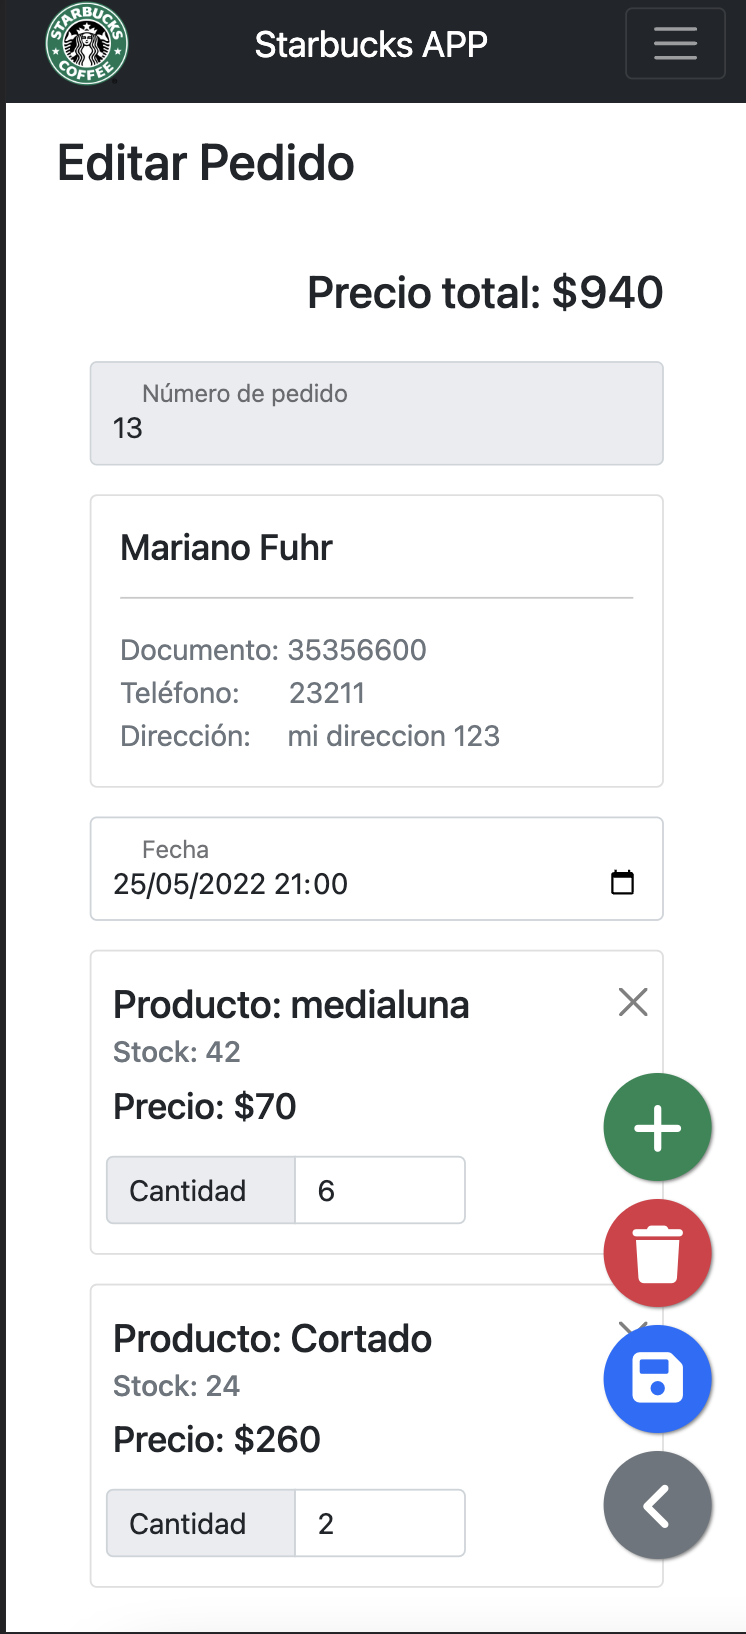 STARBUCKS
COFFEE
Starbucks APP
Editar Pedido
Precio total: $940
Número de pedido
13
Mariano Fuhr
Documento: 35356600
Teléfono: 23211
Dirección: mi direccion 123
Fecha
25/05/2022 21:00
Producto: medialuna
Stock: 42
Precio: $70
Cantidad 6
Producto: Cortado
Stock: 24
Precio: $260
Cantidad 2